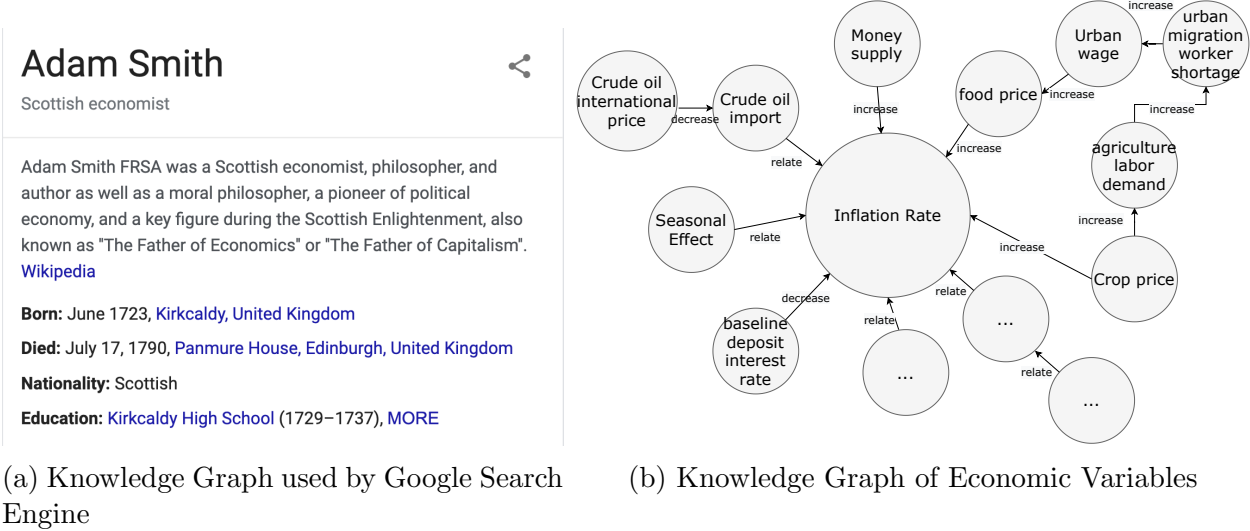 Adam Smith
Scottish economist
Adam Smith FRSA was a Scottish economist, philosopher, and
author as well as a moral philosopher, a pioneer of political
economy, and a key figure during the Scottish Enlightenment, also
known as "The Father of Economics" or "The Father of Capitalism".
Wikipedia
Born: June 1723, Kirkcaldy, United Kingdom
Died: July 17, 1790, Panmure House, Edinburgh, United Kingdom
Nationality: Scottish
Education: Kirkcaldy High School (1729–1737), MORE
(a) Knowledge Graph used by Google Search
Engine
Crude oil
international
price
decrease
Crude oil
import
relate
Money
supply
increase
food price
increase
increase
Urban
wage
increase
urban
migration
worker
shortage
increase
agriculture
labor
demand
increase
Crop price
increase
Inflation Rate
Seasonal
Effect
relate
baseline
deposit
interest
rate
decrease
relate
...
relate
...
relate
...
(b) Knowledge Graph of Economic Variables